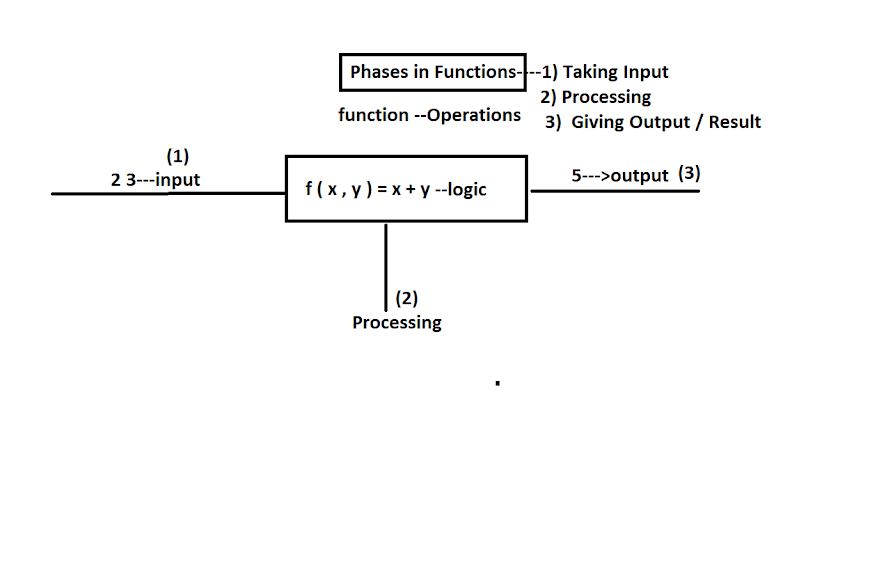 Phases in Functions----1) Taking Input
2) Processing
function --Operations
3) Giving Output / Result
(1)
2 3---input
f ( x , y ) = x + y --logic
5--->output (3)
(2)
Processing